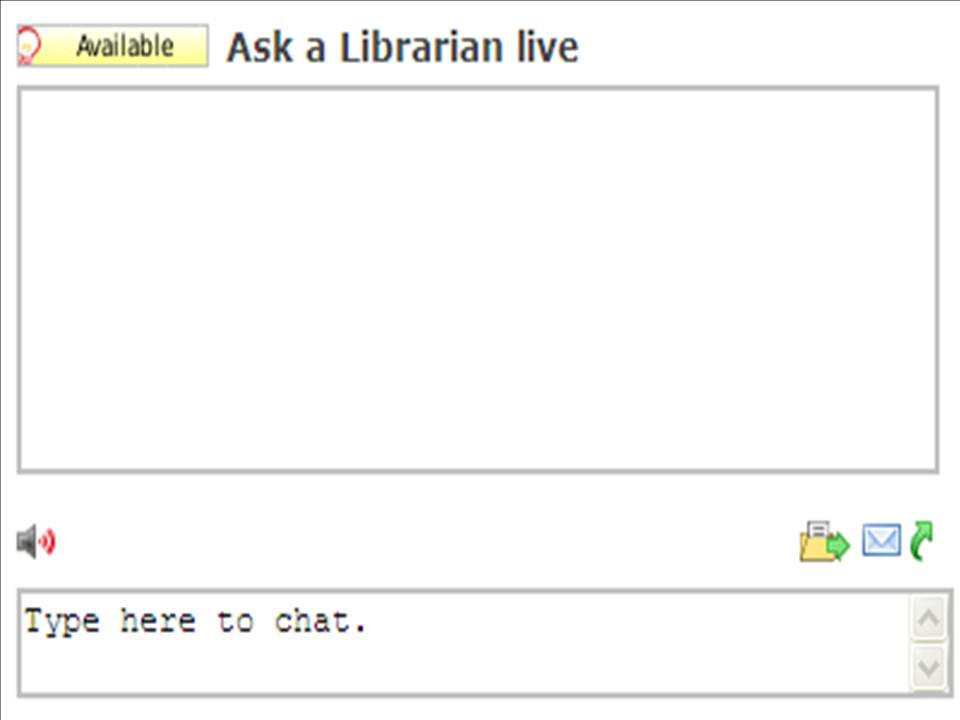 Available
Ask a Librarian live
Type here to chat.